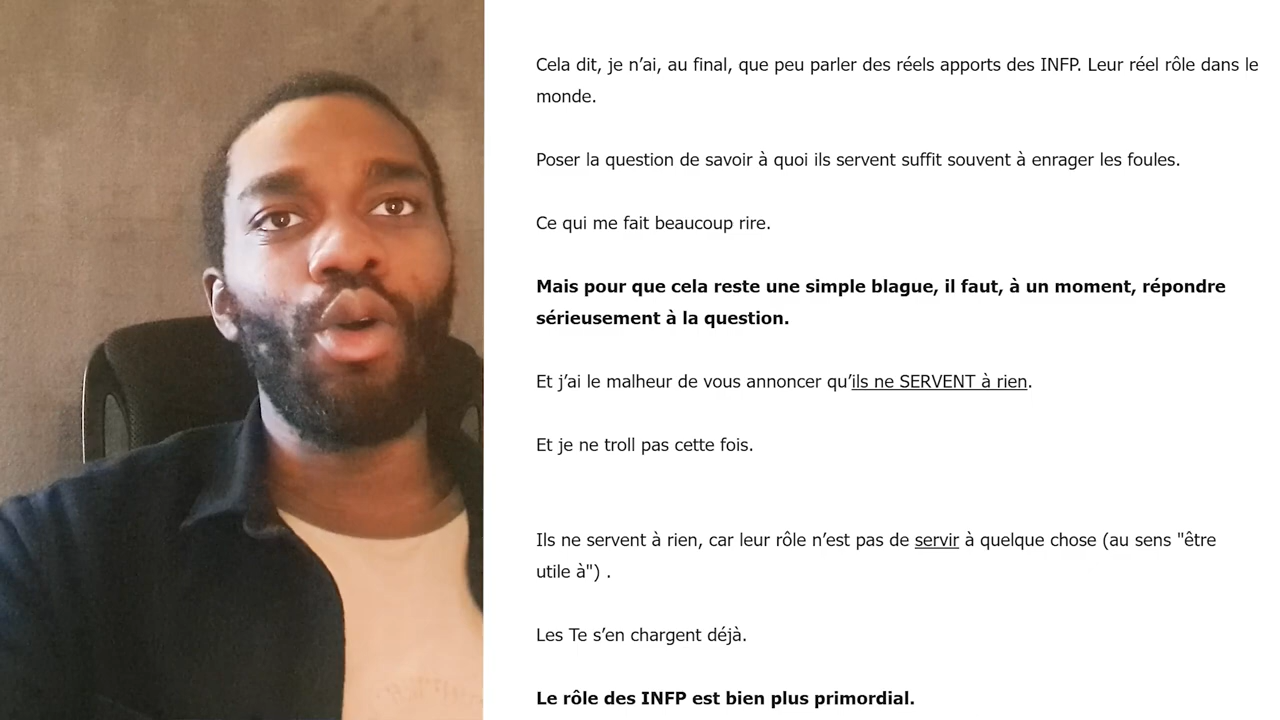 Cela dit, je n’ai, au final, que peu parler des réels apports des INFP. Leur réel rôle dans le
monde.
Poser la question de savoir à quoi ils servent suffit souvent à enrager les foules.
Ce qui me fait beaucoup rire.
Mais pour que cela reste une simple blague, il faut, à un moment, répondre
sérieusement à la question.
Et j’ai le malheur de vous annoncer qu’ils ne SERVENT à rien.
Et je ne troll pas cette fois.
Ils ne servent à rien, car leur rôle n’est pas de servir à quelque chose (au sens "être
utile à") .
Les Te s’en chargent déjà.
Le rôle des INFP est bien plus primordial.